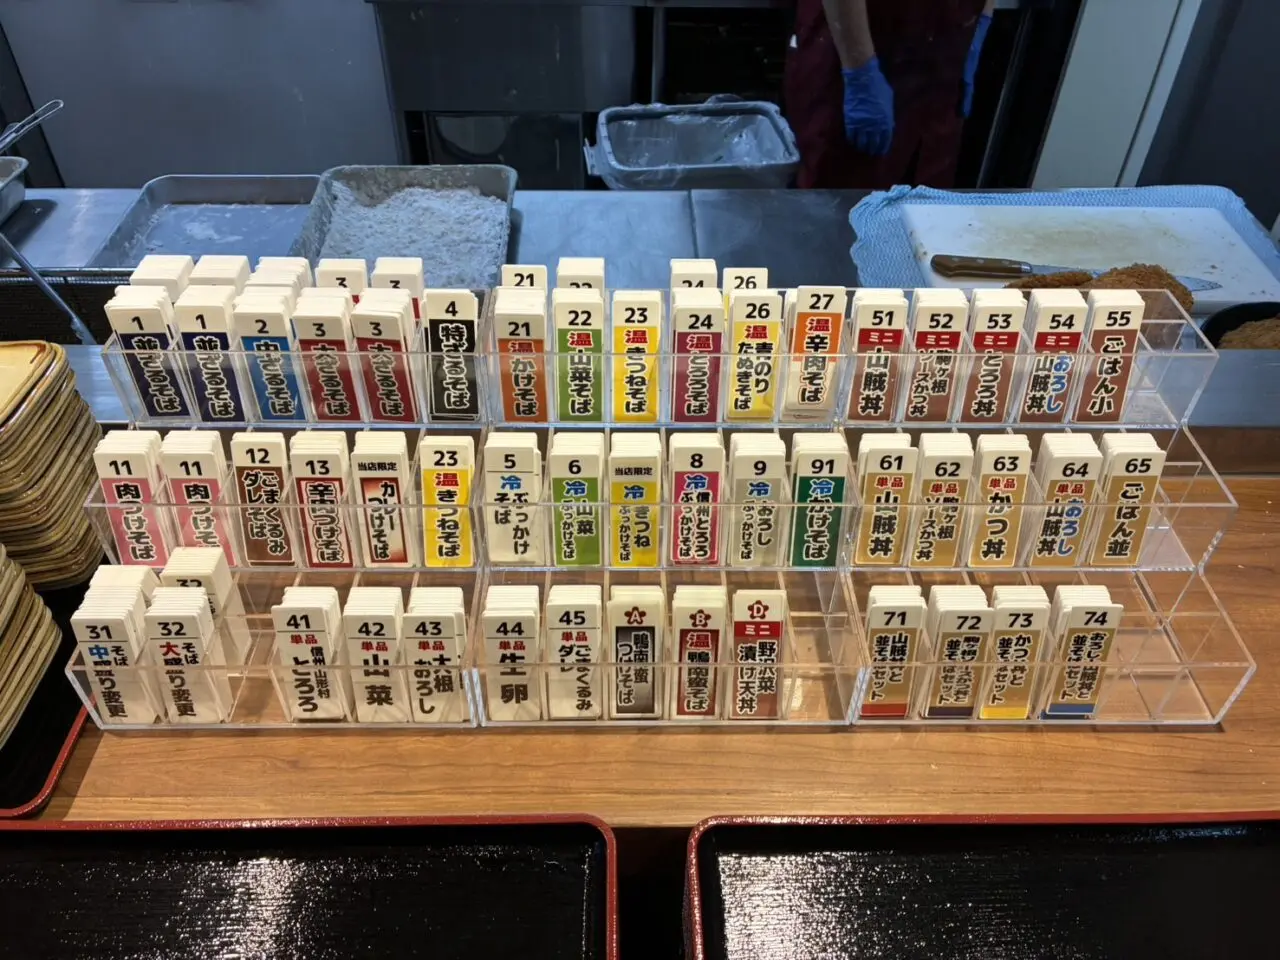 3
3
21
22
24
26
1 並ざるそば
1 並ざるそば
2 中ざるそば
3 大ざるそば
3 大ざるそば
4 特ざるそば
21 温 かけそば
22 温 山菜そば
23 温 きつねそば
24 温 とろろそば
26 温 青のりたぬきそば
27 温 辛肉そば
51 ミニ 山賊丼
52 ミニ 駒ヶ根ソースかつ丼
53 ミニ とろろ丼
54 ミニ おろし山賊丼
55 ごはん小
11 肉つけそば
11 肉つけそば
12 ごまくるみダレそば
13 辛肉つけそば
当店限定 カレーつけそば
23 温 きつねそば
5 冷 ぶっかけそば
6 冷 山菜ぶっかけそば
当店限定 冷 きつねぶっかけそば
8 冷 信州とろろぶっかけそば
9 冷 おろしぶっかけそば
91 冷 かけそば
61 単品 山賊丼
62 単品 駒ヶ根ソースかつ丼
63 単品 かつ丼
64 単品 おろし山賊丼
65 ごはん並
32
31 そば中盛り変更
32 そば大盛り変更
41 単品 信州山形村とろろ
42 単品 山菜
43 単品 大根おろし
44 単品 生卵
45 単品 ごまくるみダレ
A 鴨南蛮つけそば
B 温 鴨南蛮そば
D ミニ 野沢菜漬け天丼
71 山賊丼と並そばセット
72 並そばセット
73 かつ丼と並そばセット
74 おろし山賊丼と並そばセット